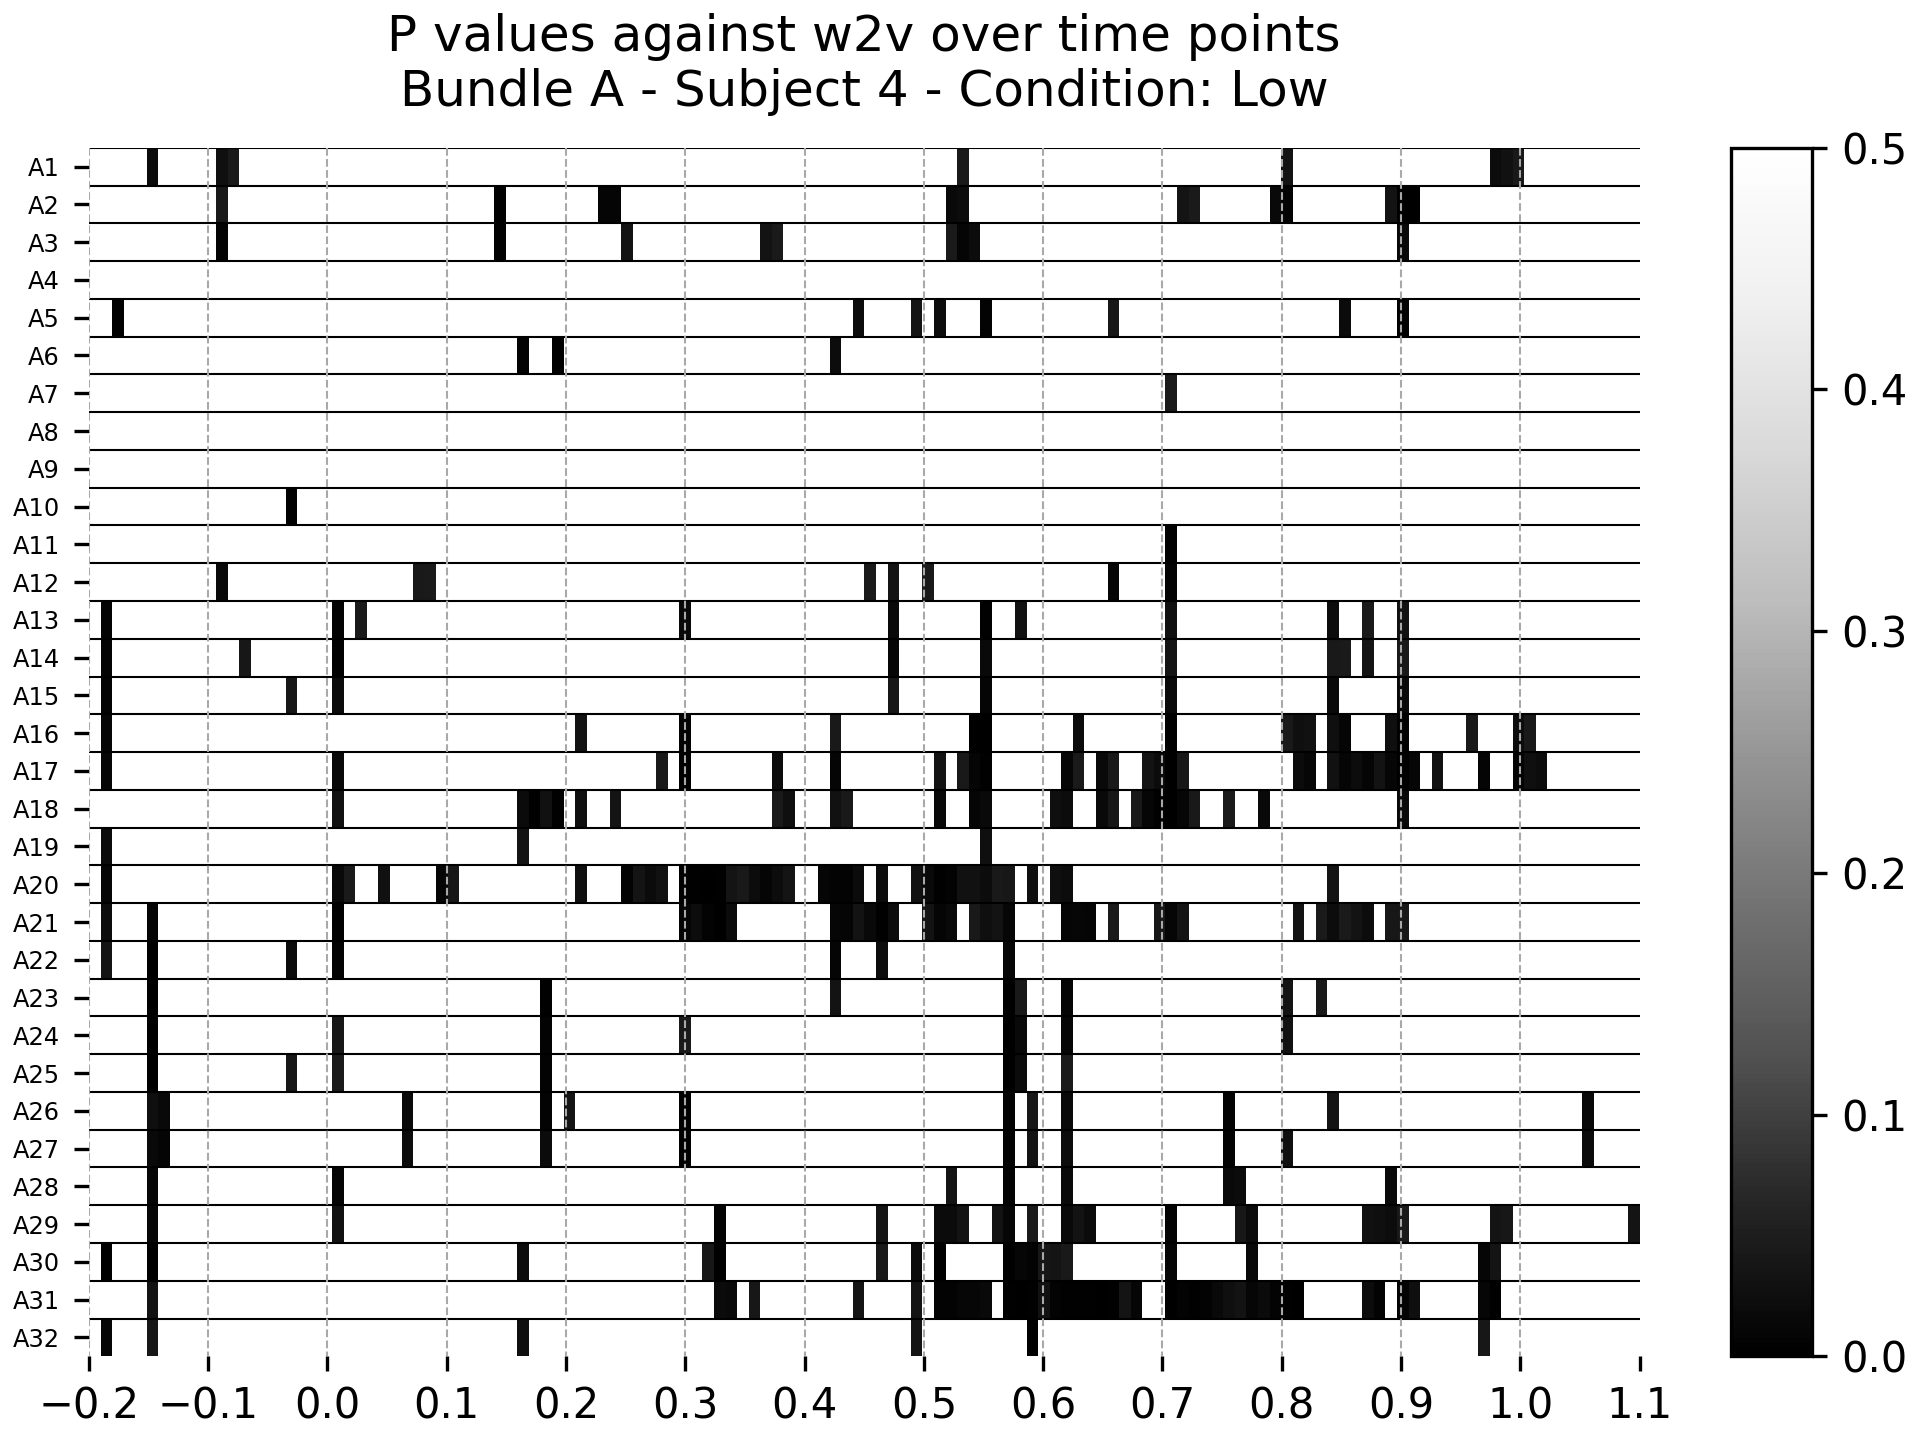 P values against w2v over time points
Bundle A - Subject 4 - Condition: Low
A1
A2
A3
A4
A5
A6
A7
A8
A9
A10
A11
A12
A13
A14
A15
A16
A17
A18
A19
A20
A21
A22
A23
A24
A25
A26
A27
A28
A29
A30
A31
A32
−0.2 −0.1 0.0 0.1 0.2 0.3 0.4 0.5 0.6 0.7 0.8 0.9 1.0 1.1
0.5
0.4
0.3
0.2
0.1
0.0